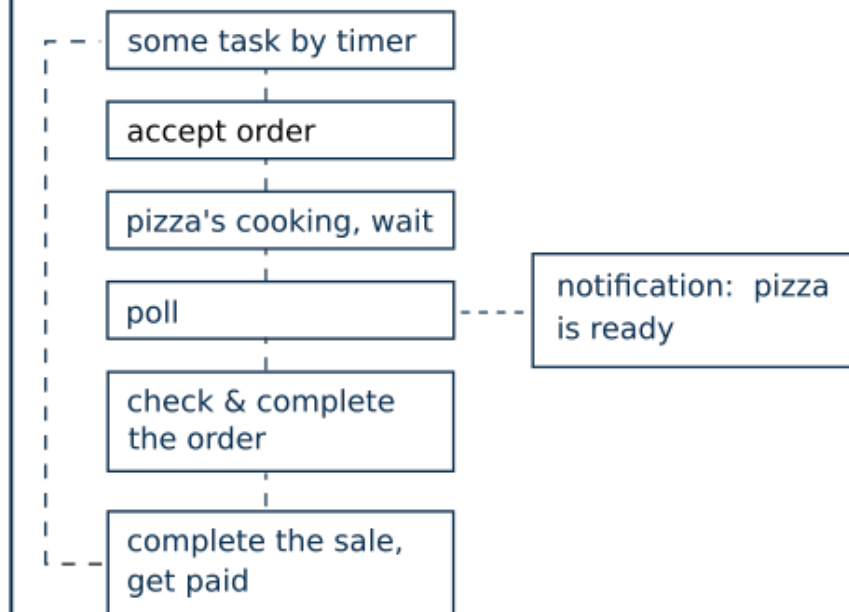 some task by timer
accept order
pizza's cooking, wait
poll
notification: pizza
is ready
check & complete
the order
complete the sale,
get paid